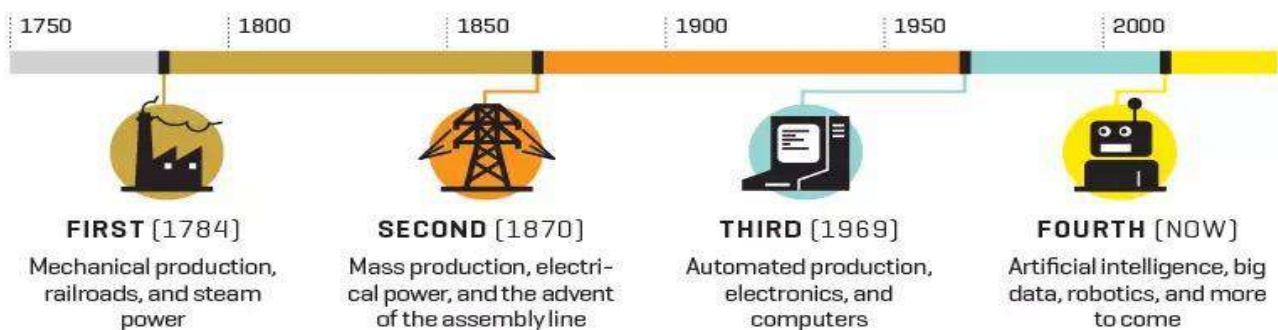 1750 1800 1850 1900 1950 2000
FIRST (1784)
Mechanical production,
railroads, and steam
power
SECOND (1870)
Mass production, electri-
cal power, and the advent
of the assembly line
THIRD (1969)
Automated production,
electronics, and
computers
FOURTH (NOW)
Artificial intelligence, big
data, robotics, and more
to come